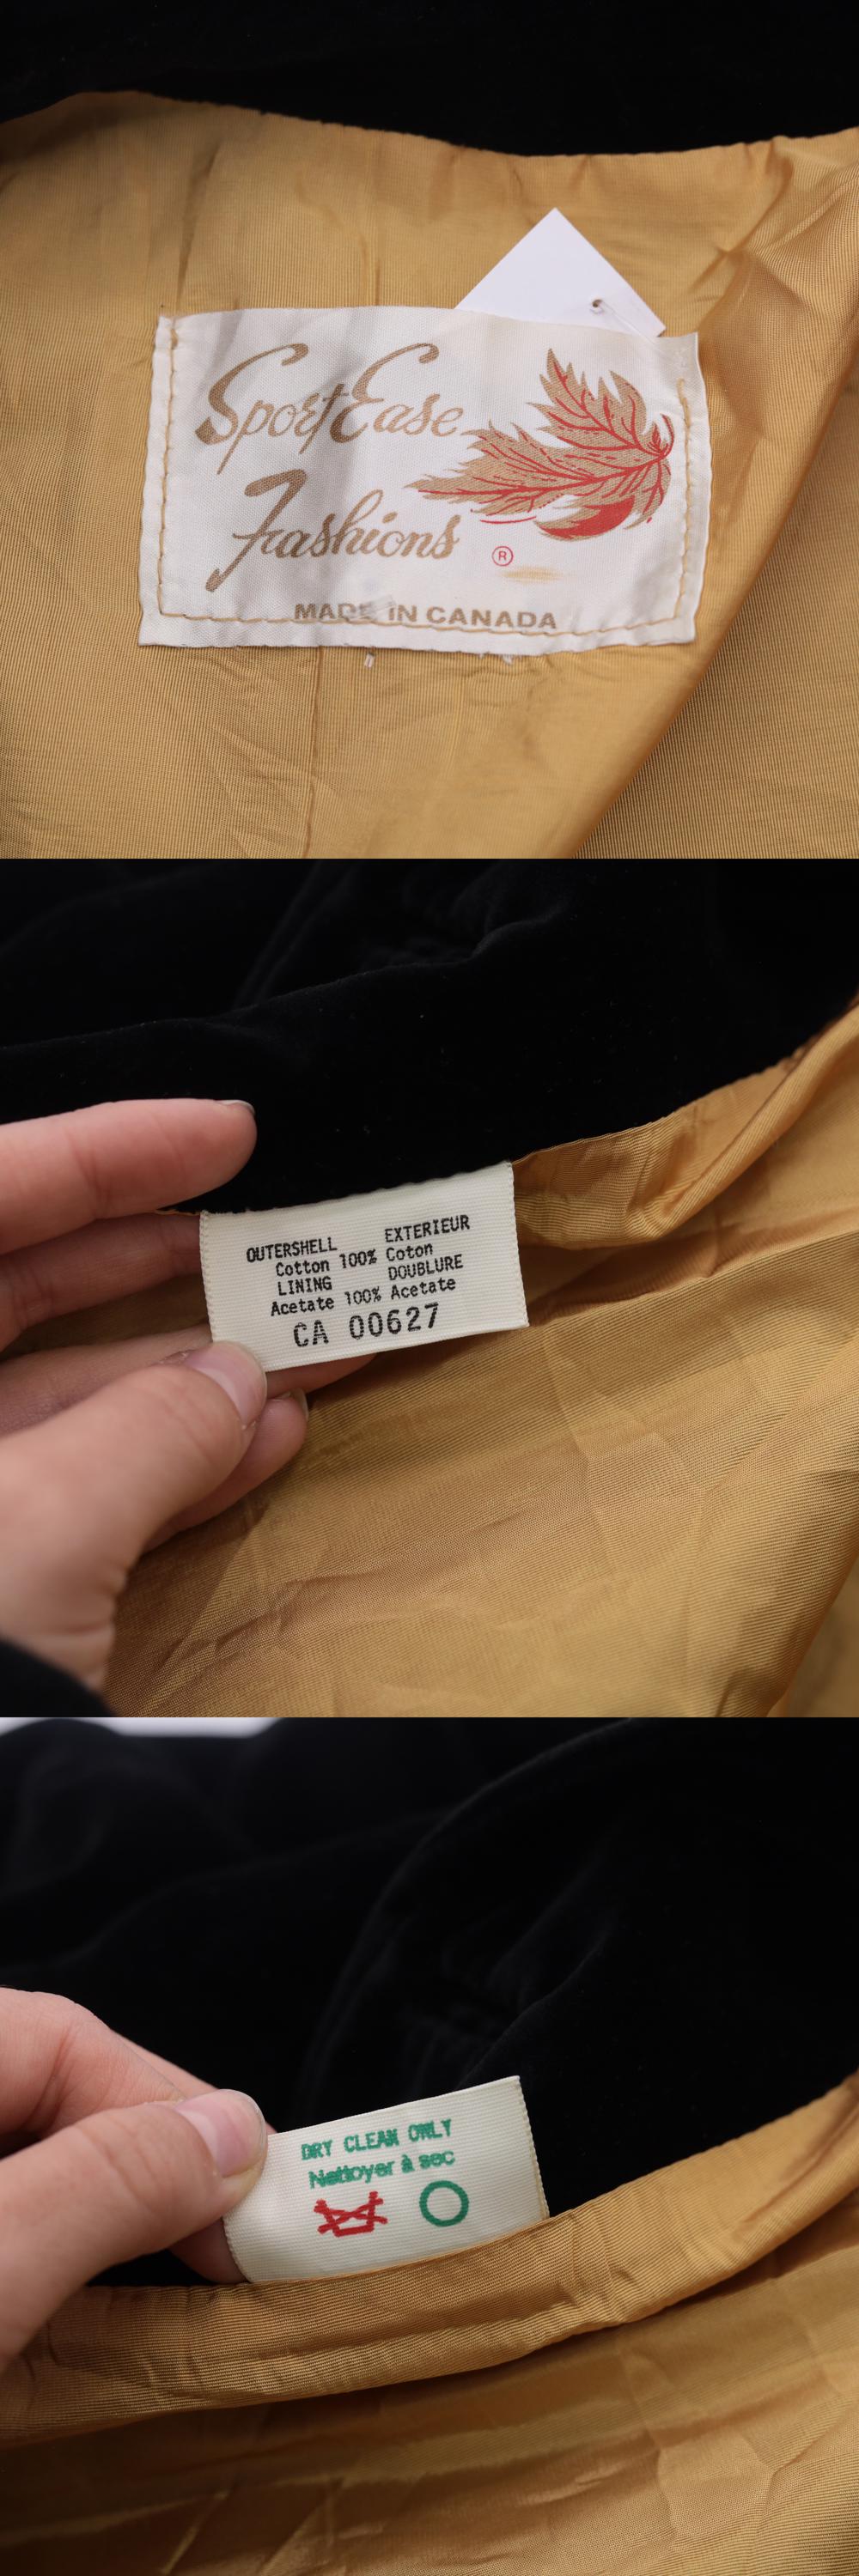 SportEase
Fashions
®
MADE IN CANADA
OUTERSHELL EXTERIEUR
Cotton 100% Coton
LINING DOUBLURE
Acetate 100% Acetate
CA 00627
DRY CLEAN ONLY
Nettoyer à sec